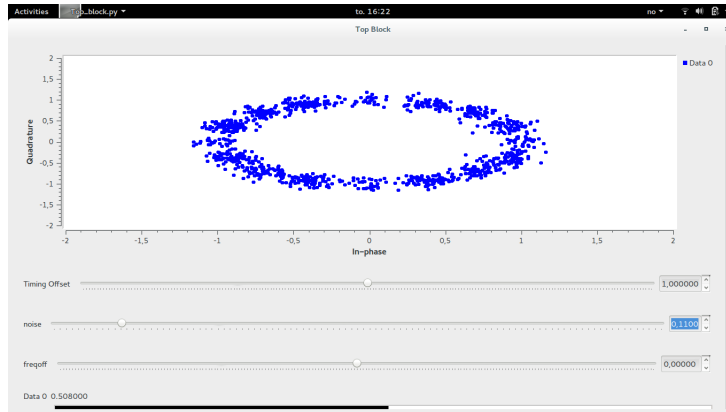 Activities Top_block.py to. 16:22 no
Top Block
Data 0
Quadrature
2
1,5
1
0,5
0
-0,5
-1
-1,5
-2
-2 -1,5 -1 -0,5 0 0,5 1 1,5 2
In-phase
Timing Offset 1,000000
noise 0,1100
freqoff 0,00000
Data 0 0.508000